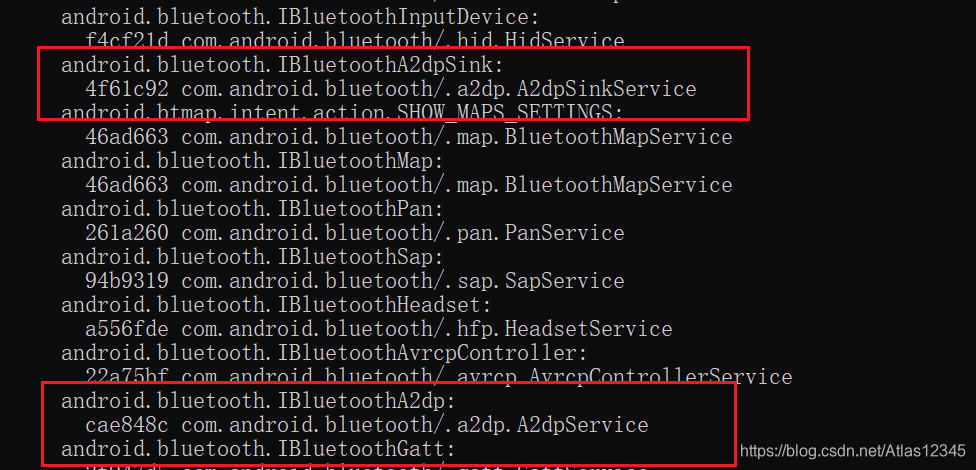 android.bluetooth.IBluetoothInputDevice:
f4cf21d com.android.bluetooth/.hid.HidService
android.bluetooth.IBluetoothA2dpSink:
4f61c92 com.android.bluetooth/.a2dp.A2dpSinkService
android.btmap.intent.action.SHOW_MAPS_SETTINGS:
46ad663 com.android.bluetooth/.map.BluetoothMapService
android.bluetooth.IBluetoothMap:
46ad663 com.android.bluetooth/.map.BluetoothMapService
android.bluetooth.IBluetoothPan:
261a260 com.android.bluetooth/.pan.PanService
android.bluetooth.IBluetoothSap:
94b9319 com.android.bluetooth/.sap.SapService
android.bluetooth.IBluetoothHeadset:
a556fde com.android.bluetooth/.hfp.HeadsetService
android.bluetooth.IBluetoothAvrcpController:
22a75bf com.android.bluetooth/.avrcp.AvrcpControllerService
android.bluetooth.IBluetoothA2dp:
cae848c com.android.bluetooth/.a2dp.A2dpService
android.bluetooth.IBluetoothGatt:
https://blog.csdn.net/Atlas12345